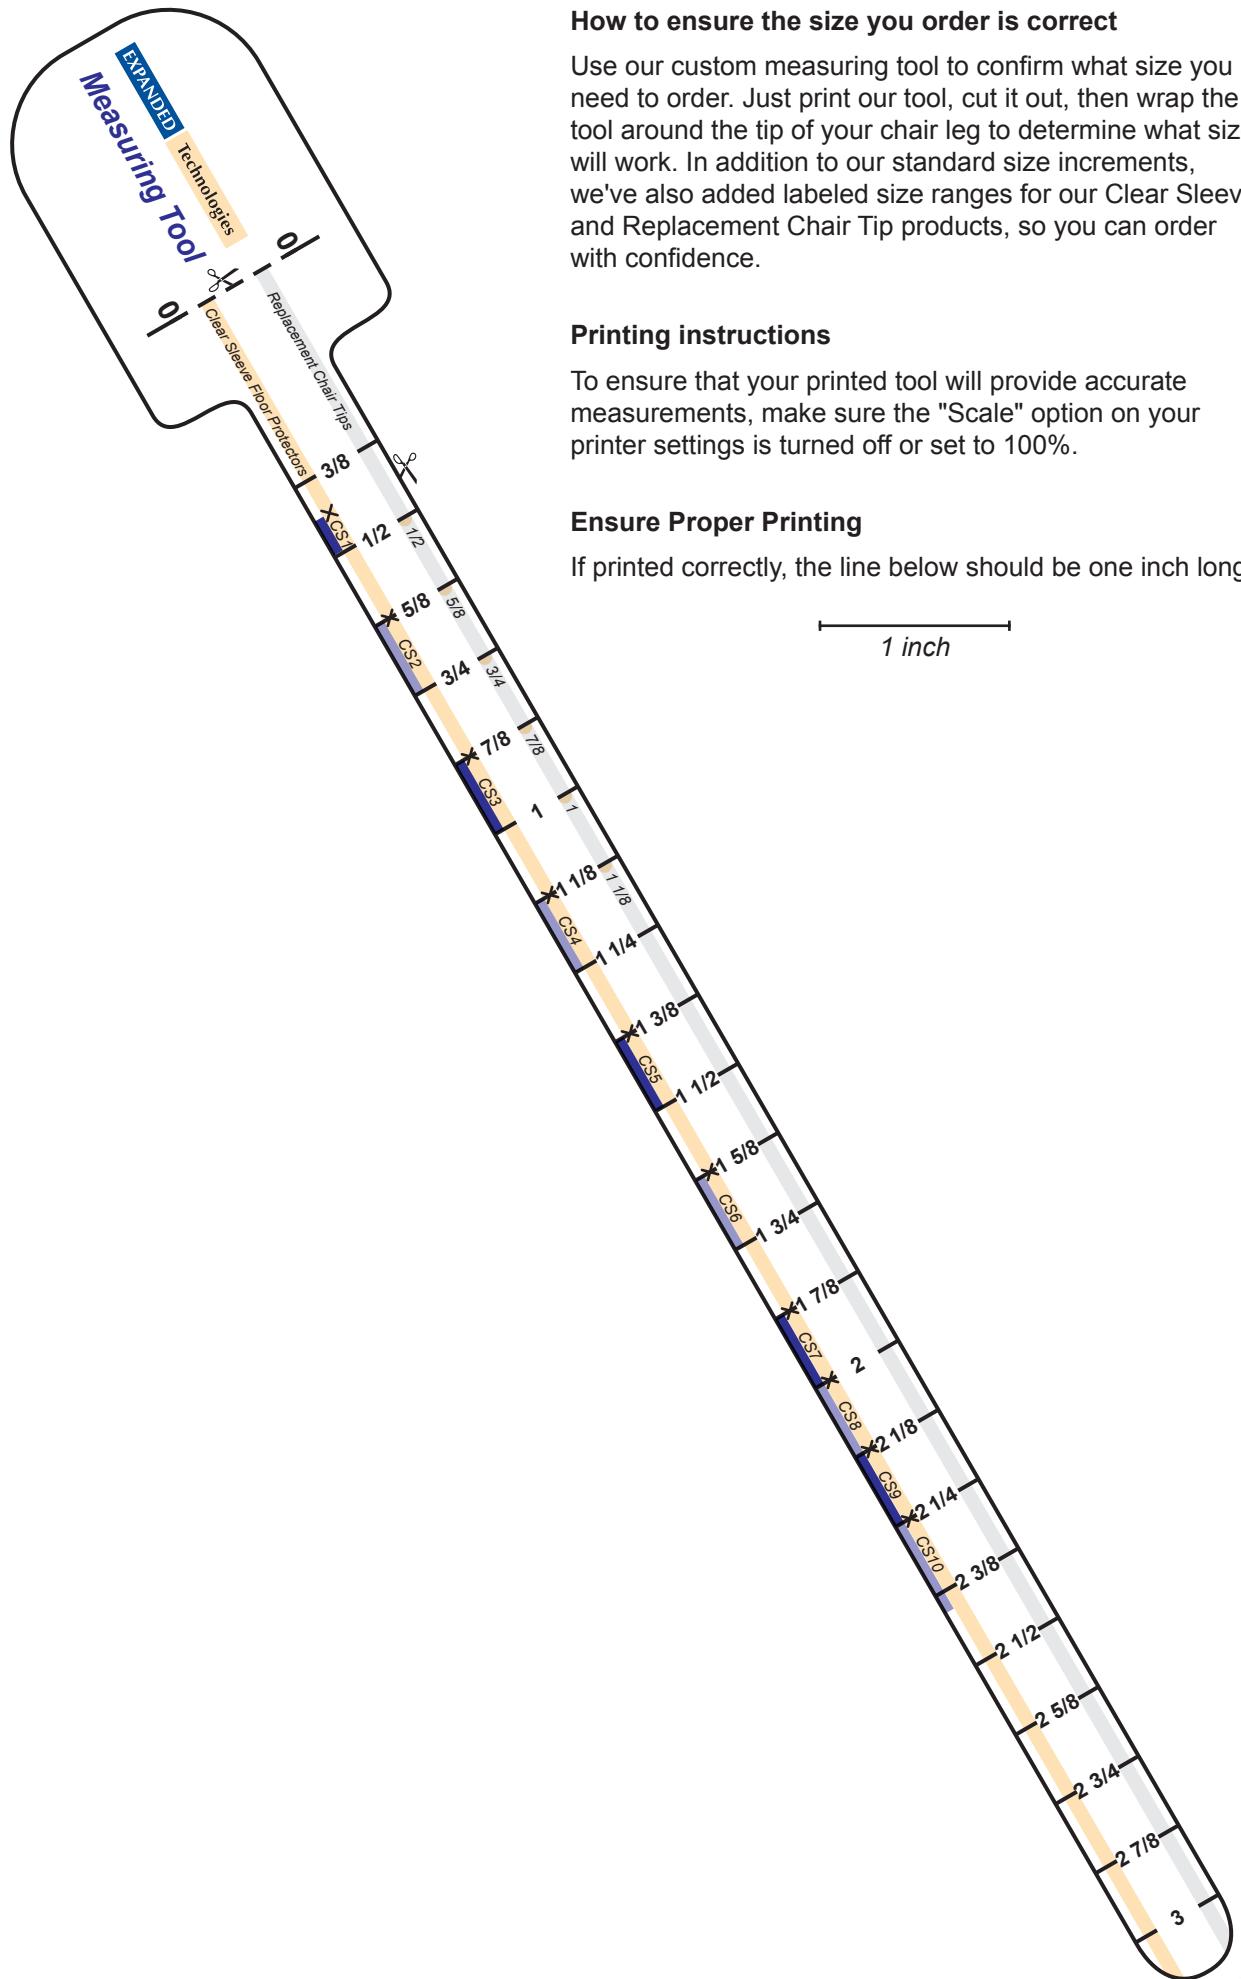 How to ensure the size you order is correct
Use our custom measuring tool to confirm what size you
need to order. Just print our tool, cut it out, then wrap the
tool around the tip of your chair leg to determine what siz
will work. In addition to our standard size increments,
we've also added labeled size ranges for our Clear Sleev
and Replacement Chair Tip products, so you can order
with confidence.
Printing instructions
To ensure that your printed tool will provide accurate
measurements, make sure the "Scale" option on your
printer settings is turned off or set to 100%.
Ensure Proper Printing
If printed correctly, the line below should be one inch long
1 inch
EXPANDED Technologies
Measuring Tool
0
0
Replacement Chair Tips
Clear Sleeve Floor Protectors
3/8
CS1
1/2
1/2
5/8
5/8
CS2
3/4
3/4
7/8
7/8
CS3
1
1
1 1/8
1 1/8
CS4
1 1/4
1 3/8
CS5
1 1/2
1 5/8
CS6
1 3/4
1 7/8
CS7
2
CS8
2 1/8
CS9
2 1/4
CS10
2 3/8
2 1/2
2 5/8
2 3/4
2 7/8
3